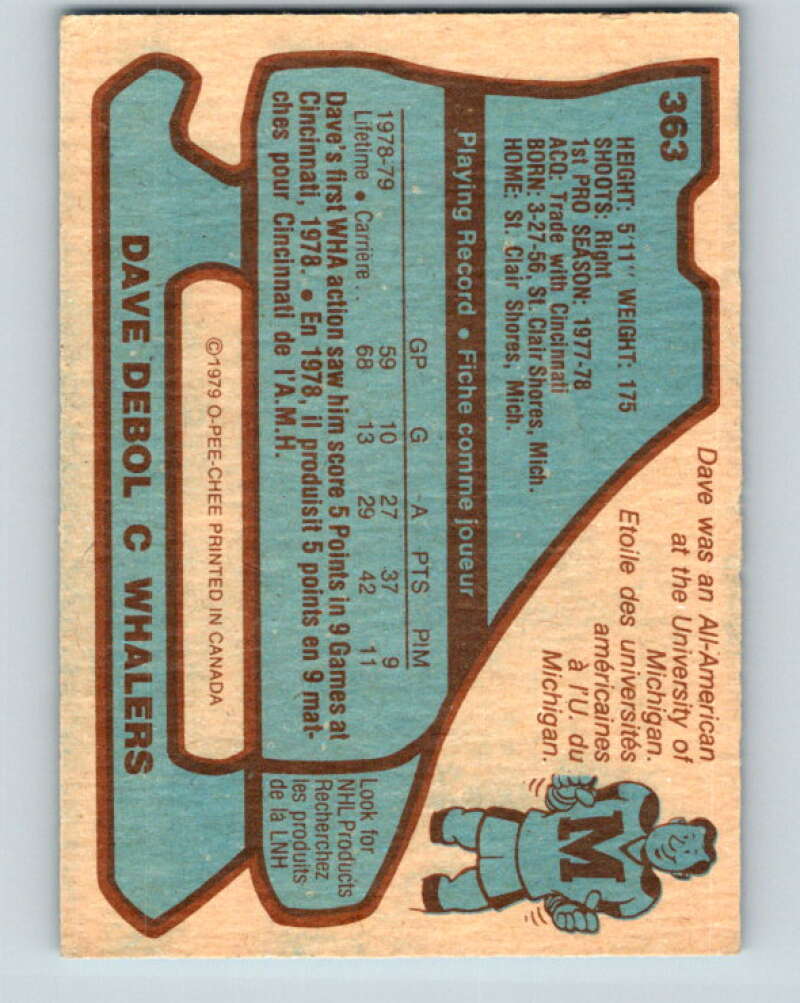 363
HEIGHT: 5'11" WEIGHT: 175
SHOOTS: Right
1st PRO SEASON: 1977-78
ACQ: Trade with Cincinnati
BORN: 3-27-56, St. Clair Shores, Mich.
HOME: St. Clair Shores, Mich.
Dave was an All-American
at the University of
Michigan.
Etoile des universités
américaines
à l'U. du
Michigan.
M
Playing Record • Fiche comme joueur
GP G A PTS PIM
1978-79 59 10 27 37 9
Lifetime • Carrière . . 68 13 29 42 11
Dave's first WHA action saw him score 5 Points in 9 Games at
Cincinnati, 1978. • En 1978, il produisit 5 points en 9 mat-
ches pour Cincinnati de l'A.M.H.
Look for
NHL Products
Recherchez
les produits
de la LNH
©1979 O-PEE-CHEE PRINTED IN CANADA
DAVE DEBOL C WHALERS